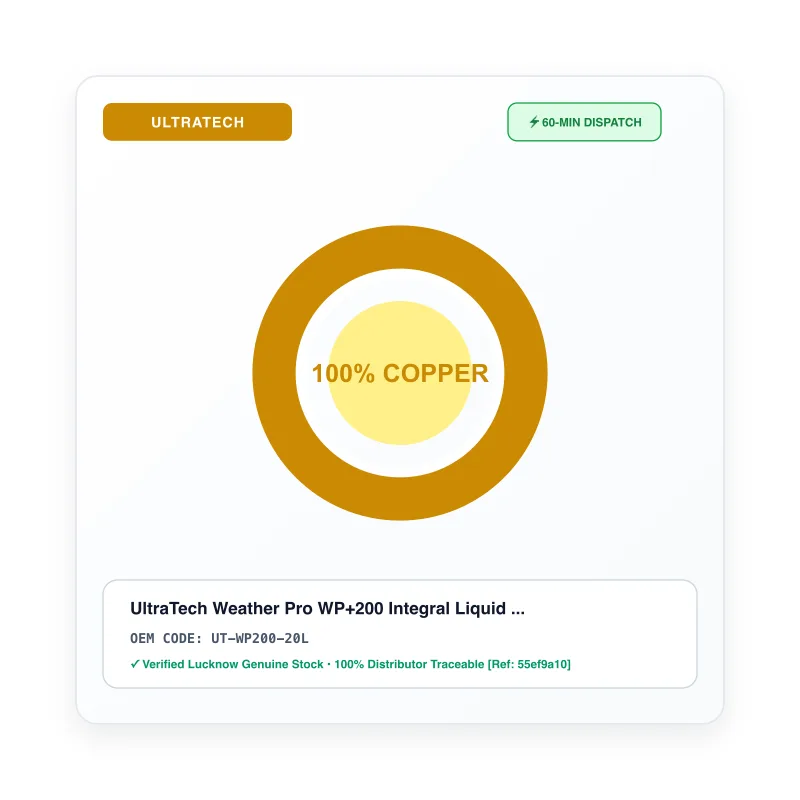 ULTRATECH
⚡ 60-MIN DISPATCH
100% COPPER
UltraTech Weather Pro WP+200 Integral Liquid ...
OEM CODE: UT-WP200-20L
✓ Verified Lucknow Genuine Stock • 100% Distributor Traceable [Ref: 55ef9a10]